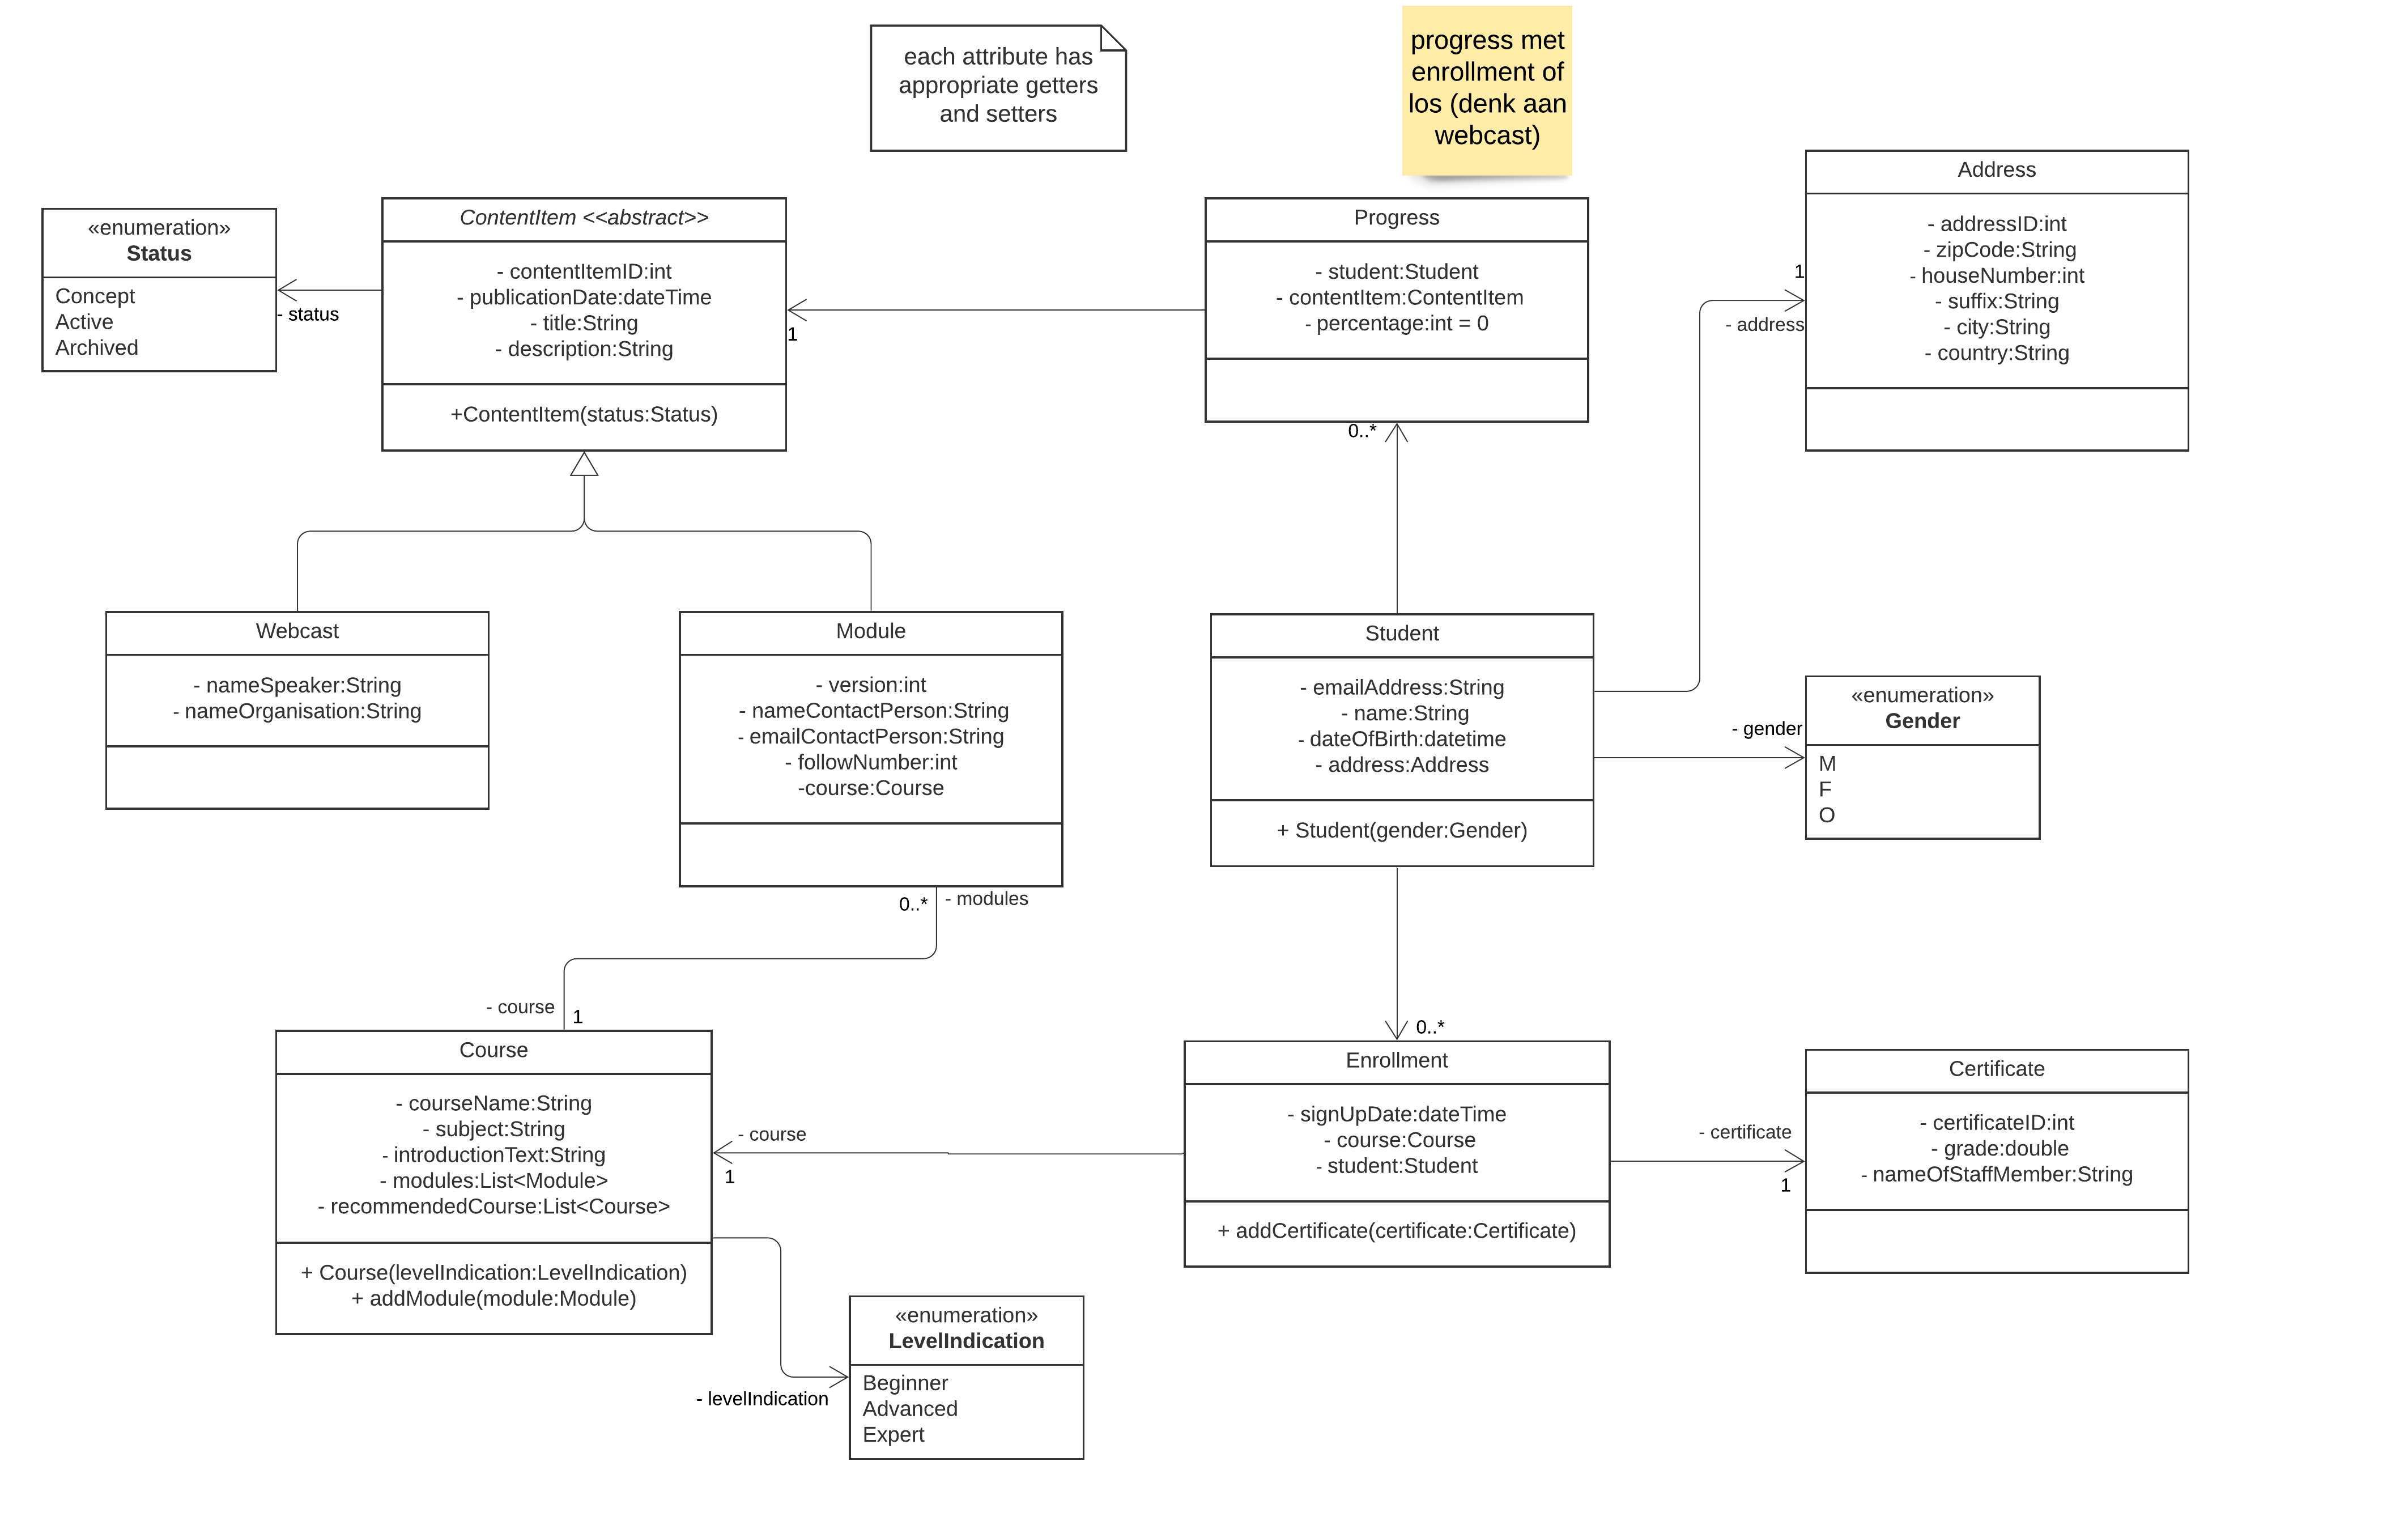 each attribute has
appropriate getters
and setters
progress met
enrollment of
los (denk aan
webcast)
«enumeration»
Status
Concept
Active
Archived
- status
ContentItem <<abstract>>
- contentItemID:int
- publicationDate:dateTime
- title:String
- description:String
+ContentItem(status:Status)
1
Progress
- student:Student
- contentItem:ContentItem
- percentage:int = 0
0..*
Address
- addressID:int
- zipCode:String
- houseNumber:int
- suffix:String
- city:String
- country:String
1
- address
Webcast
- nameSpeaker:String
- nameOrganisation:String
Module
- version:int
- nameContactPerson:String
- emailContactPerson:String
- followNumber:int
-course:Course
0..*
- modules
Student
- emailAddress:String
- name:String
- dateOfBirth:datetime
- address:Address
+ Student(gender:Gender)
- gender
«enumeration»
Gender
M
F
O
- course
1
Course
- courseName:String
- subject:String
- introductionText:String
- modules:List<Module>
- recommendedCourse:List<Course>
+ Course(levelIndication:LevelIndication)
+ addModule(module:Module)
- course
1
0..*
Enrollment
- signUpDate:dateTime
- course:Course
- student:Student
+ addCertificate(certificate:Certificate)
- certificate
1
Certificate
- certificateID:int
- grade:double
- nameOfStaffMember:String
- levelIndication
«enumeration»
LevelIndication
Beginner
Advanced
Expert